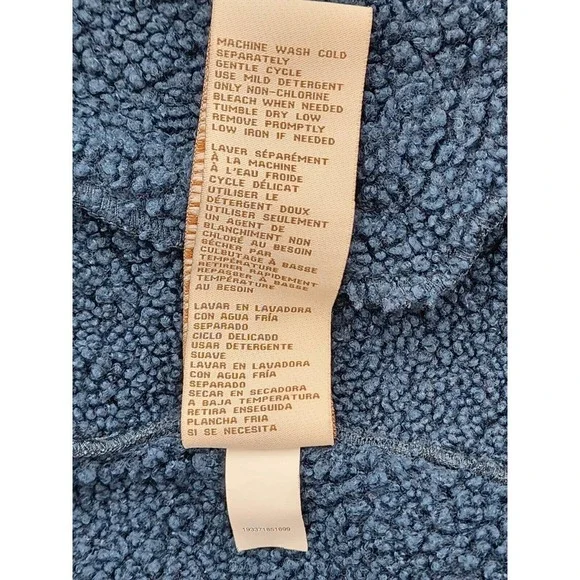 MACHINE WASH COLD
SEPARATELY
GENTLE CYCLE
USE MILD DETERGENT
ONLY NON-CHLORINE
BLEACH WHEN NEEDED
TUMBLE DRY LOW
REMOVE PROMPTLY
LOW IRON IF NEEDED
LAVER SÉPARÉMENT
À LA MACHINE
À L'EAU FROIDE
CYCLE DÉLICAT
UTILISER LE
DÉTERGENT DOUX
UTILISER SEULEMENT
UN AGENT DE
BLANCHIMENT NON
CHLORÉ AU BESOIN
SÉCHER PAR
CULBUTAGE À BASSE
TEMPÉRATURE
RETIRER RAPIDEMENT
REPASSER À BASSE
TEMPÉRATURE
AU BESOIN
LAVAR EN LAVADORA
CON AGUA FRÍA
SEPARADO
CICLO DELICADO
USAR DETERGENTE
SUAVE
LAVAR EN LAVADORA
CON AGUA FRÍA
SEPARADO
SECAR EN SECADORA
A BAJA TEMPERATURA
RETIRA ENSEGUIDA
PLANCHA FRIA
SI SE NECESITA